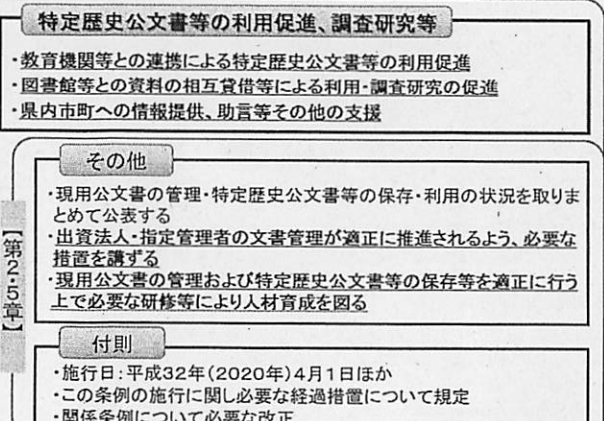 特定歴史公文書等の利用促進、調査研究等
・教育機関等との連携による特定歴史公文書等の利用促進
・図書館等との資料の相互貸借等による利用・調査研究の促進
・県内市町への情報提供、助言等その他の支援
【第2・5章】
その他
・現用公文書の管理・特定歴史公文書等の保存・利用の状況を取りま
とめて公表する
・出資法人・指定管理者の文書管理が適正に推進されるよう、必要な
措置を講ずる
・現用公文書の管理および特定歴史公文書等の保存等を適正に行う
上で必要な研修等により人材育成を図る
付則
・施行日:平成32年(2020年)4月1日ほか
・この条例の施行に関し必要な経過措置について規定
・関係条例について必要な改正